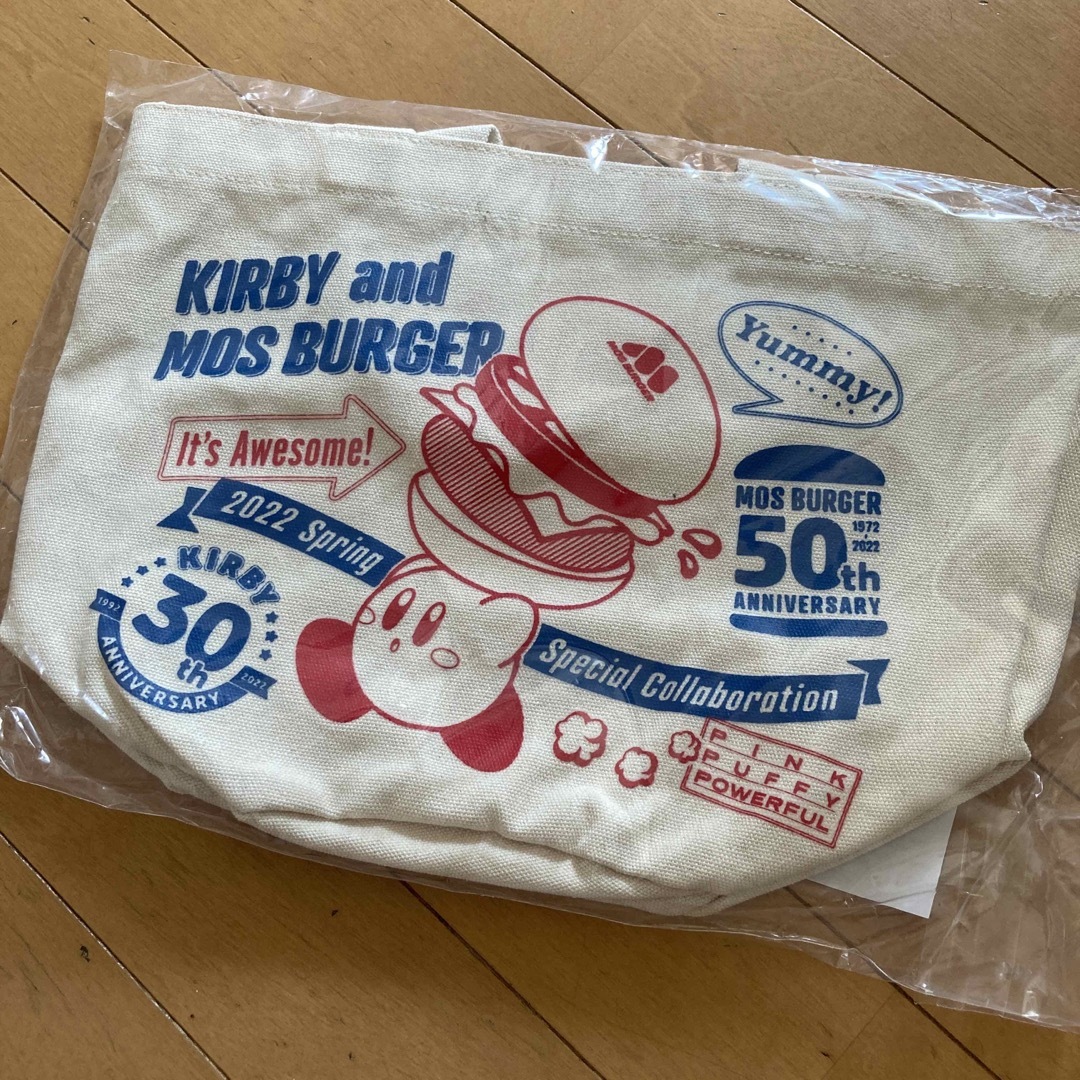 KIRBY and
MOS BURGER
Yummy!
It's Awesome!
2022 Spring
MOS BURGER
50th
1972
2022
ANNIVERSARY
KIRBY
30th
1992
2022
ANNIVERSARY
Special Collaboration
PINK
PUFFY
POWERFUL